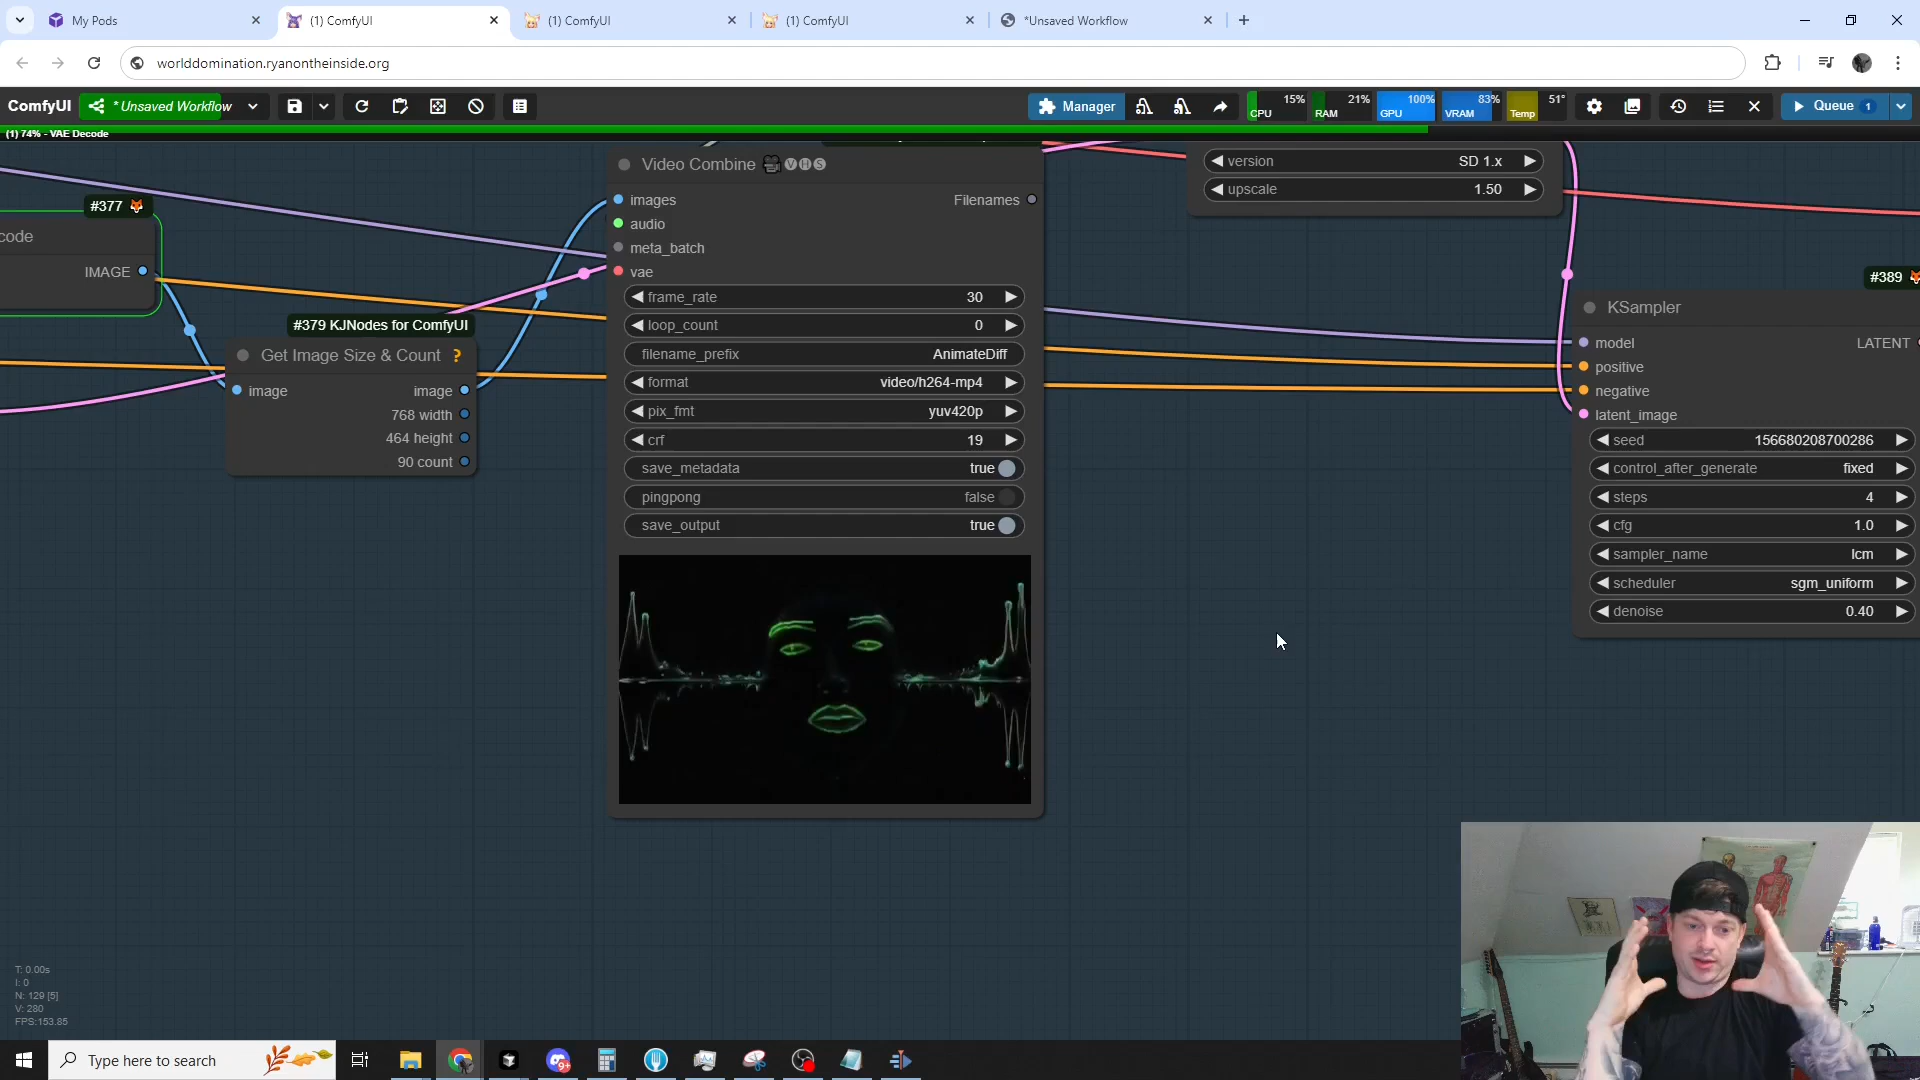 My Pods
(1) ComfyUI
(1) ComfyUI
(1) ComfyUI
*Unsaved Workflow
worlddomination.ryanontheinside.org
ComfyUI
* Unsaved Workflow
Manager
CPU 15%
RAM 21%
GPU 100%
VRAM 83%
Temp 51°
Queue 1
(1) 74% - VAE Decode
#377
code
IMAGE
#379 KJNodes for ComfyUI
Get Image Size & Count ?
image image
768 width
464 height
90 count
Video Combine VHS
images Filenames
audio
meta_batch
vae
frame_rate 30
loop_count 0
filename_prefix AnimateDiff
format video/h264-mp4
pix_fmt yuv420p
crf 19
save_metadata true
pingpong false
save_output true
version SD 1.x
upscale 1.50
#389
KSampler
model LATENT
positive
negative
latent_image
seed 156680208700286
control_after_generate fixed
steps 4
cfg 1.0
sampler_name lcm
scheduler sgm_uniform
denoise 0.40
T: 0.00s
I: 0
N: 129 [5]
V: 280
FPS:153.85
Type here to search
9+